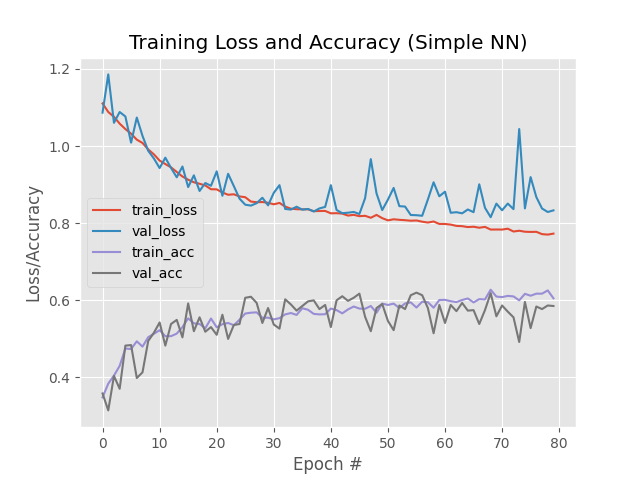 Training Loss and Accuracy (Simple NN)
1.2
1.0
0.8
0.6
0.4
Loss/Accuracy
train_loss
val_loss
train_acc
val_acc
0 10 20 30 40 50 60 70 80
Epoch #